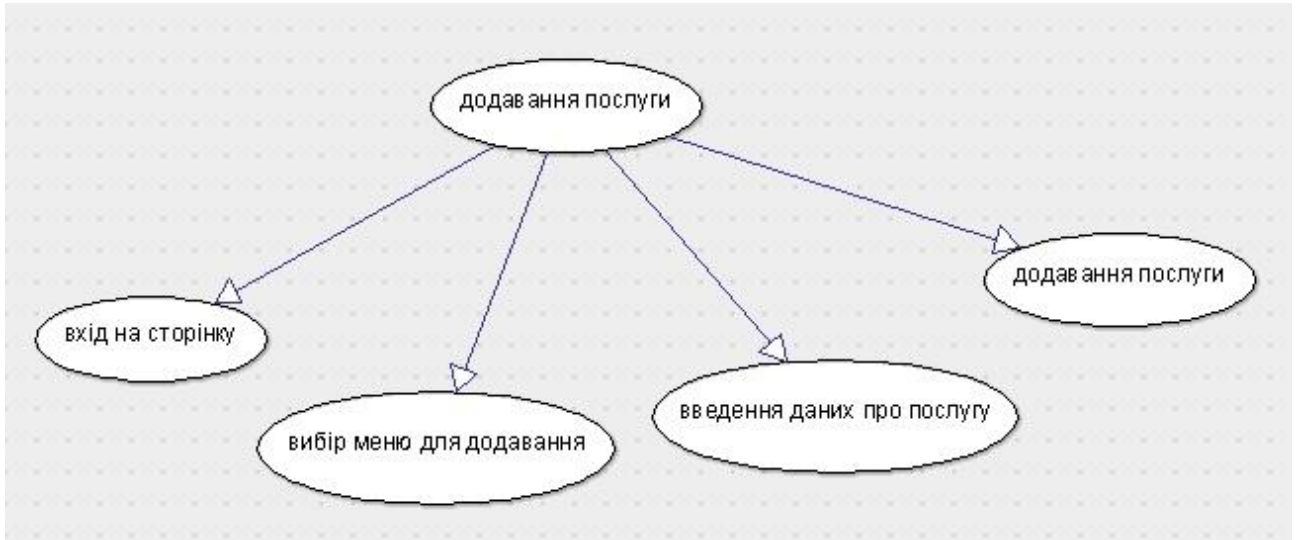 додавання послуги
додавання послуги
вхід на сторінку
введення даних про послугу
вибір меню для додавання